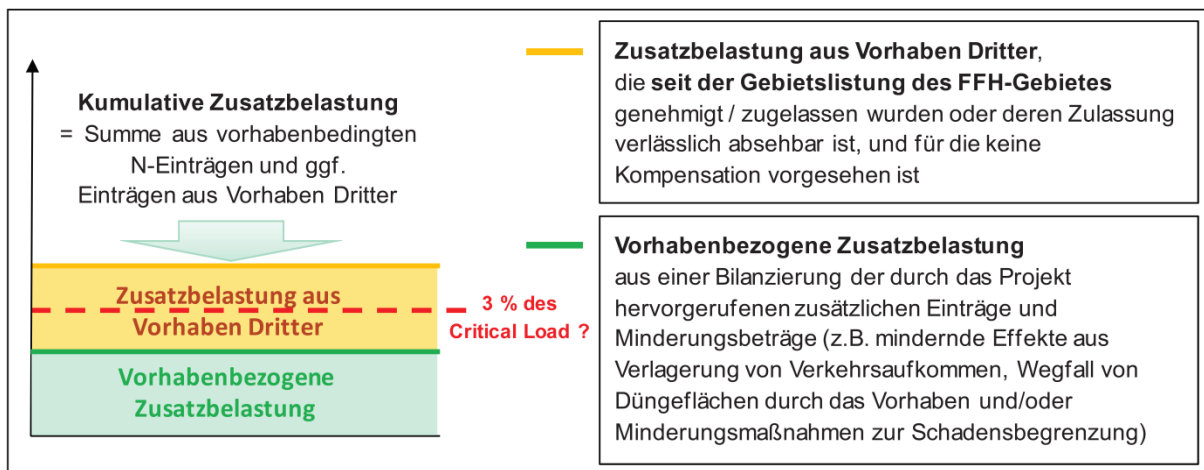 Kumulative Zusatzbelastung
= Summe aus vorhabenbedingten
N-Einträgen und ggf.
Einträgen aus Vorhaben Dritter
Zusatzbelastung aus
Vorhaben Dritter
3 % des
Critical Load ?
Vorhabenbezogene
Zusatzbelastung
Zusatzbelastung aus Vorhaben Dritter,
die seit der Gebietslistung des FFH-Gebietes
genehmigt / zugelassen wurden oder deren Zulassung
verlässlich absehbar ist, und für die keine
Kompensation vorgesehen ist
Vorhabenbezogene Zusatzbelastung
aus einer Bilanzierung der durch das Projekt
hervorgerufenen zusätzlichen Einträge und
Minderungsbeträge (z.B. mindernde Effekte aus
Verlagerung von Verkehrsaufkommen, Wegfall von
Düngeflächen durch das Vorhaben und/oder
Minderungsmaßnahmen zur Schadensbegrenzung)